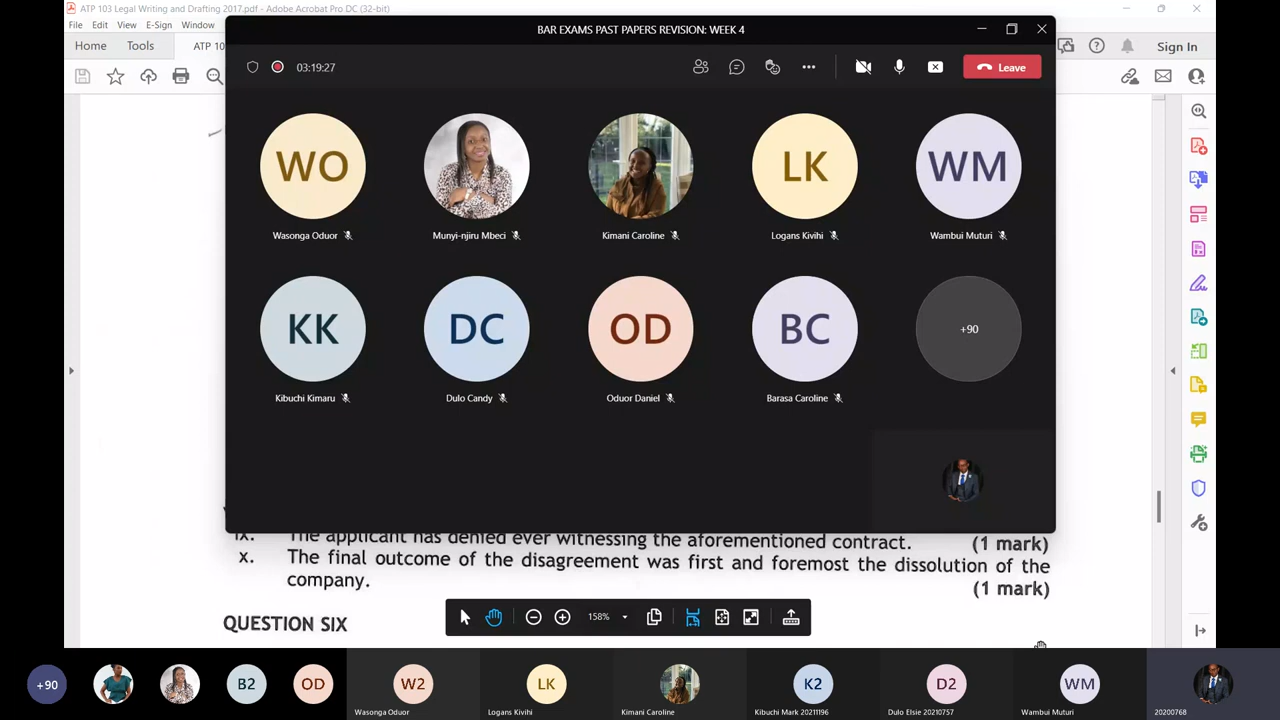 ATP 103 Legal Writing and Drafting 2017.pdf - Adobe Acrobat Pro DC (32-bit)
File Edit View E-Sign Window
Home Tools ATP 10
Sign In
BAR EXAMS PAST PAPERS REVISION: WEEK 4
03:19:27
Leave
WO
LK
WM
Wasonga Oduor
Munyi-njiru Mbeci
Kimani Caroline
Logans Kivihi
Wambui Muturi
KK
DC
OD
BC
+90
Kibuchi Kimaru
Dulo Candy
Oduor Daniel
Barasa Caroline
ix. The applicant has denied ever witnessing the aforementioned contract. (1 mark)
x. The final outcome of the disagreement was first and foremost the dissolution of the
company. (1 mark)
158%
QUESTION SIX
+90
B2
OD
W2
LK
K2
D2
WM
Wasonga Oduor
Logans Kivihi
Kimani Caroline
Kibuchi Mark 20211196
Dulo Elsie 20210757
Wambui Muturi
20200768